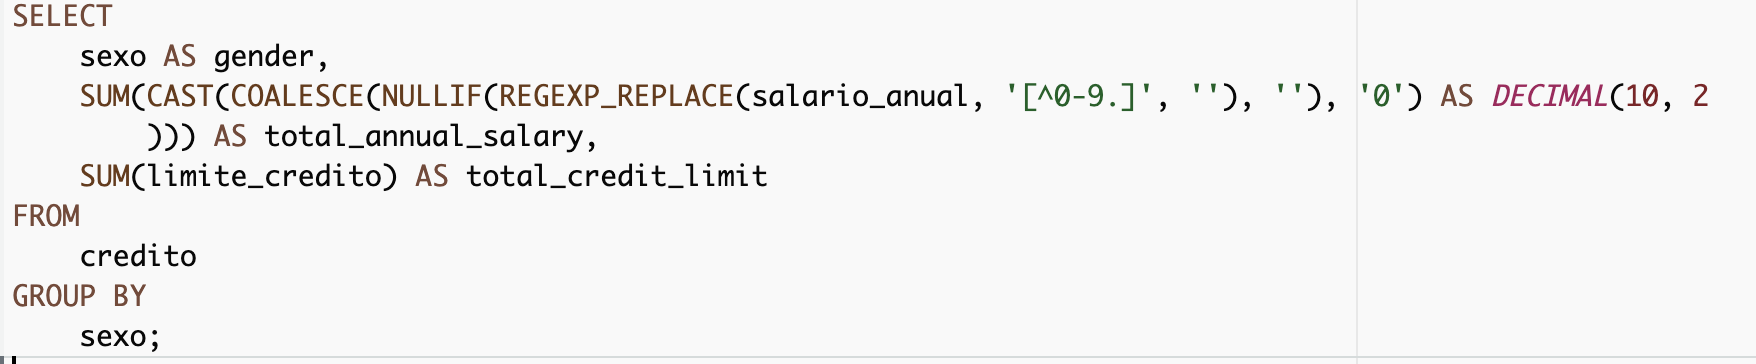 SELECT
    sexo AS gender,
    SUM(CAST(COALESCE(NULLIF(REGEXP_REPLACE(salario_anual, '[^0-9.]', ''), ''), '0') AS DECIMAL(10, 2
        ))) AS total_annual_salary,
    SUM(limite_credito) AS total_credit_limit
FROM
    credito
GROUP BY
    sexo;